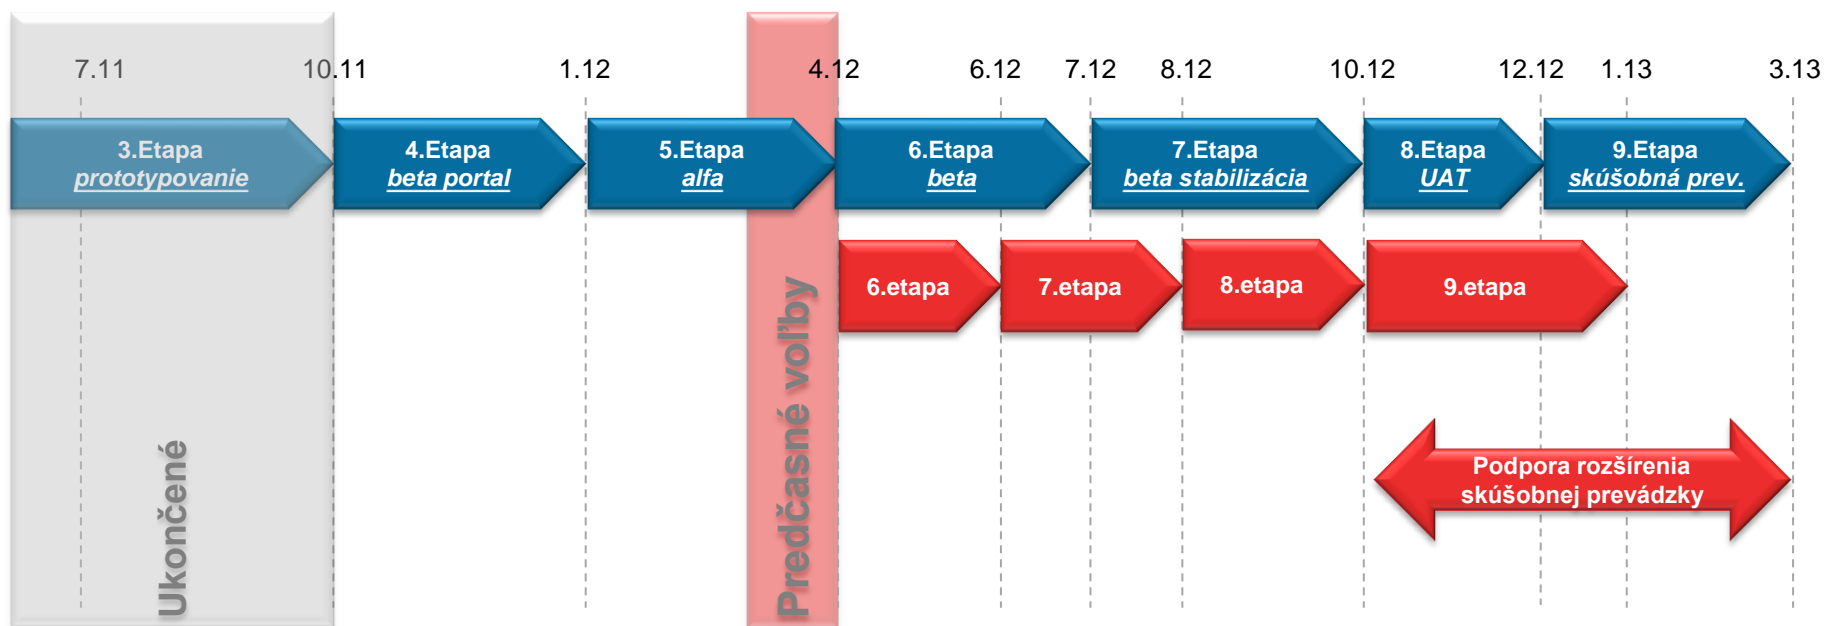 7.11
10.11
1.12
4.12
6.12
7.12
8.12
10.12
12.12
1.13
3.13
3.Etapa
prototypovanie
4.Etapa
beta portal
5.Etapa
alfa
6.Etapa
beta
7.Etapa
beta stabilizácia
8.Etapa
UAT
9.Etapa
skúšobná prev.
6.etapa
7.etapa
8.etapa
9.etapa
Ukončené
Predčasné voľby
Podpora rozšírenia
skúšobnej prevádzky